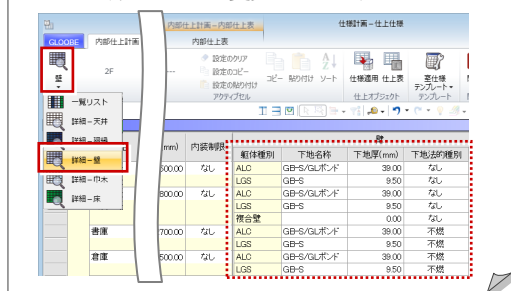 内部仕上計画－内部仕上表
仕様計画－仕上仕様
GLOOBE
内部仕上計画
内部仕上表
壁
2F
設定のクリア
設定のコピー
設定の貼り付け
アクティブセル
コピー
貼り付け
ソート
仕様適用
仕上表
仕上オブジェクト
室仕様
テンプレート
テンプレート
一覧リスト
詳細－天井
詳細－廻縁
詳細－壁
詳細－巾木
詳細－床
mm)
内装制限
壁
躯体種別
下地名称
下地厚(mm)
下地法的種別
500.00
なし
ALC
GB-S/GLボンド
39.00
なし
LGS
GB-S
9.50
なし
800.00
なし
ALC
GB-S/GLボンド
39.00
なし
LGS
GB-S
9.50
なし
複合壁
0.00
なし
書庫
700.00
なし
ALC
GB-S/GLボンド
39.00
不燃
LGS
GB-S
9.50
不燃
倉庫
500.00
なし
ALC
GB-S/GLボンド
39.00
不燃
LGS
GB-S
9.50
不燃